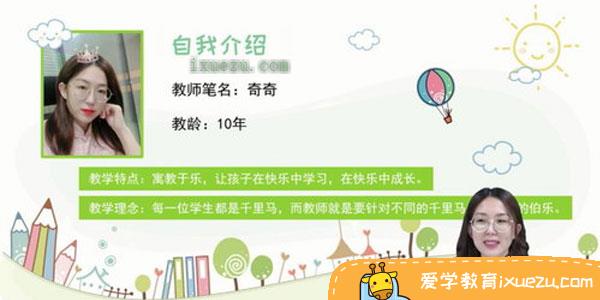 自我介绍
ixuezu.com
教师笔名：奇奇
教龄：10年
教学特点：寓教于乐，让孩子在快乐中学习，在快乐中成长。
教学理念：每一位学生都是千里马，而教师就是要针对不同的千里马 的伯乐。
爱学教育ixuezu.com